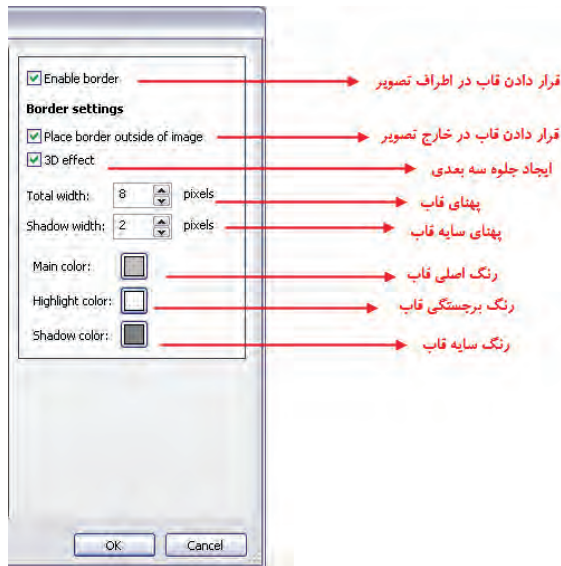 Enable border
قرار دادن قاب در اطراف تصویر
Border settings
Place border outside of image
قرار دادن قاب در خارج تصویر
3D effect
ایجاد جلوه سه بعدی
Total width: 8 pixels
پهنای قاب
Shadow width: 2 pixels
پهنای سایه قاب
Main color:
رنگ اصلی قاب
Highlight color:
رنگ برجستگی قاب
Shadow color:
رنگ سایه قاب
OK Cancel